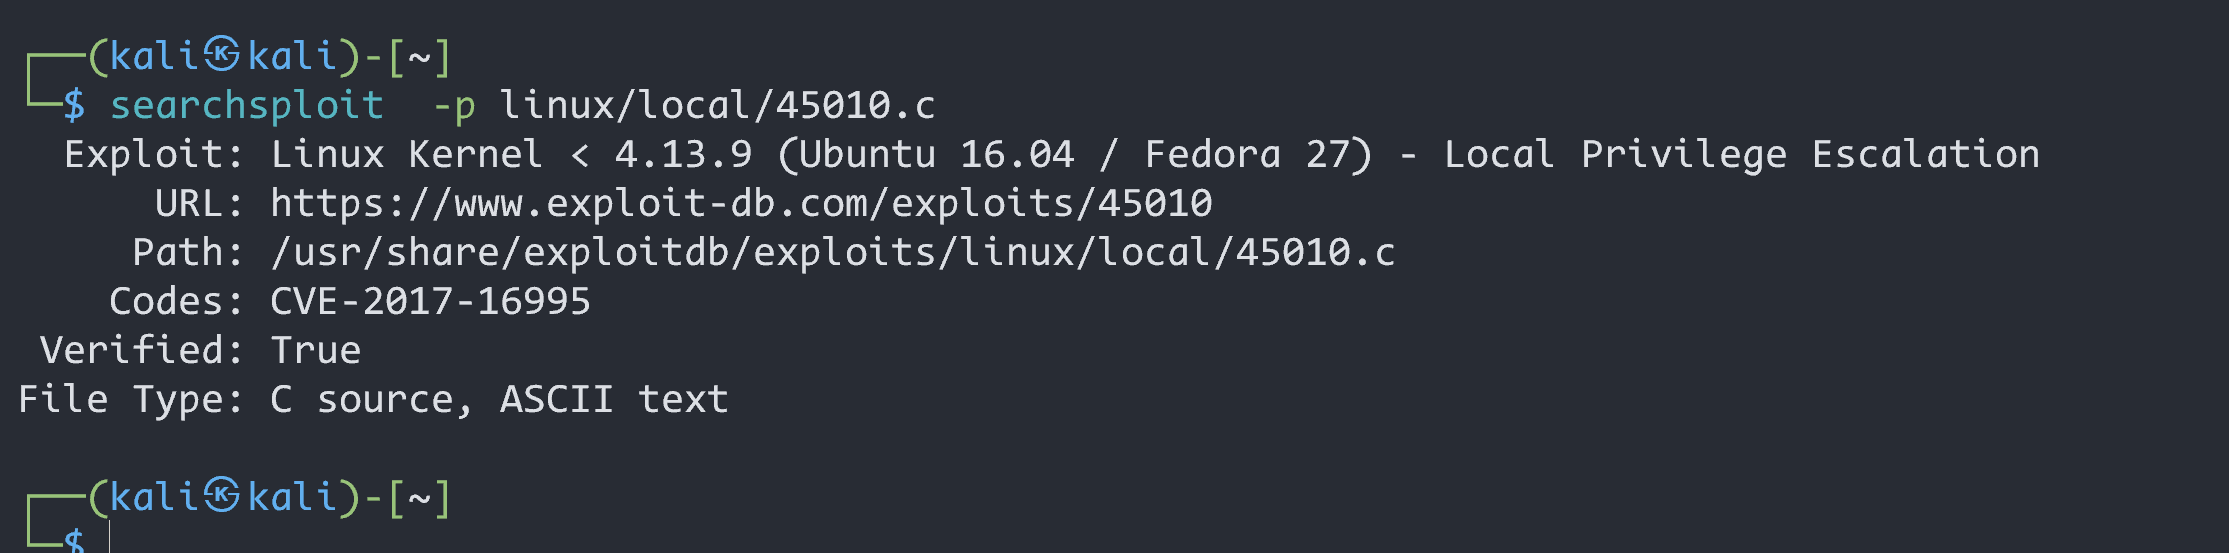 ┌──(kali㉿kali)-[~]
└─$ searchsploit  -p linux/local/45010.c
  Exploit: Linux Kernel < 4.13.9 (Ubuntu 16.04 / Fedora 27) - Local Privilege Escalation
      URL: https://www.exploit-db.com/exploits/45010
     Path: /usr/share/exploitdb/exploits/linux/local/45010.c
    Codes: CVE-2017-16995
 Verified: True
File Type: C source, ASCII text
┌──(kali㉿kali)-[~]
└─$